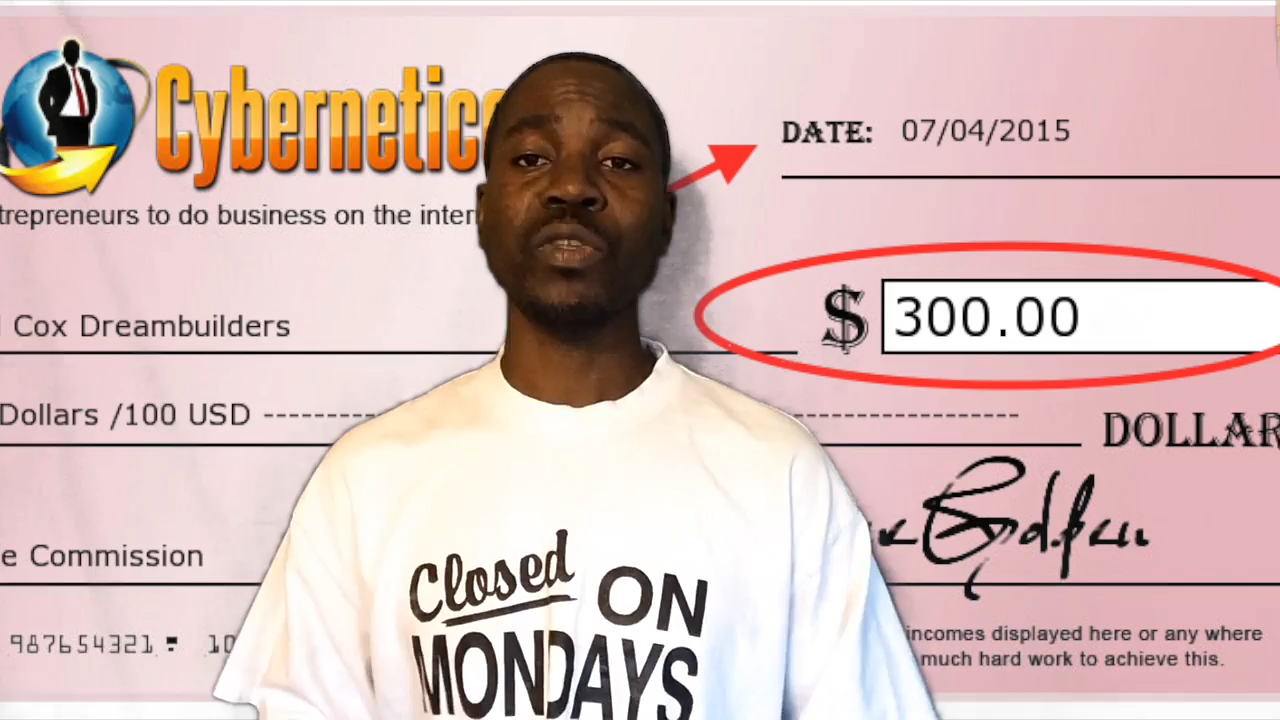 Cybernetic
DATE: 07/04/2015
trepreneurs to do business on the inter
Cox Dreambuilders
$ 300.00
Dollars /100 USD --------------------
DOLLAR
e Commission
Closed
ON
MONDAYS
987654321 10
incomes displayed here or any where
much hard work to achieve this.